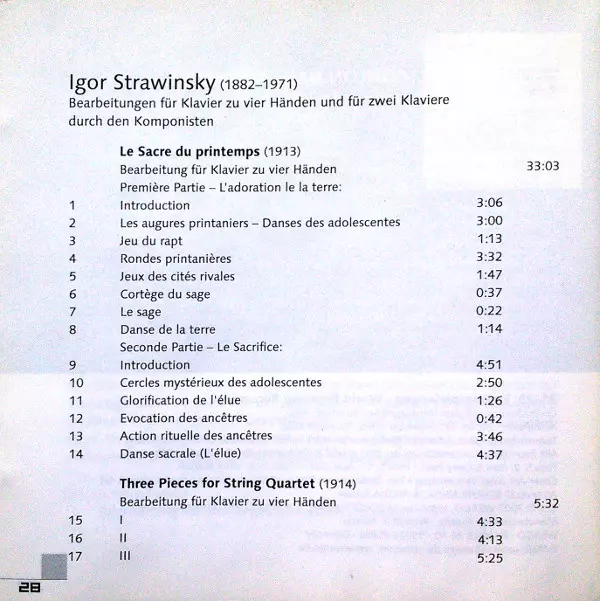 Igor Strawinsky (1882–1971)
Bearbeitungen für Klavier zu vier Händen und für zwei Klaviere
durch den Komponisten
Le Sacre du printemps (1913)
Bearbeitung für Klavier zu vier Händen 33:03
Première Partie – L'adoration le la terre:
1 Introduction 3:06
2 Les augures printaniers – Danses des adolescentes 3:00
3 Jeu du rapt 1:13
4 Rondes printanières 3:32
5 Jeux des cités rivales 1:47
6 Cortège du sage 0:37
7 Le sage 0:22
8 Danse de la terre 1:14
Seconde Partie – Le Sacrifice:
9 Introduction 4:51
10 Cercles mystérieux des adolescentes 2:50
11 Glorification de l'élue 1:26
12 Evocation des ancêtres 0:42
13 Action rituelle des ancêtres 3:46
14 Danse sacrale (L'élue) 4:37
Three Pieces for String Quartet (1914)
Bearbeitung für Klavier zu vier Händen 5:32
15 I 4:33
16 II 4:13
17 III 5:25
28